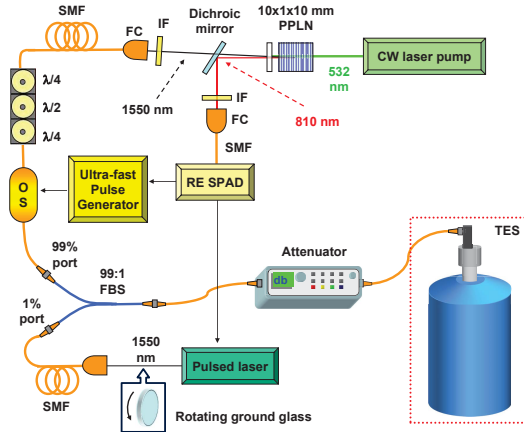 SMF
FC
IF
Dichroic
mirror
10x1x10 mm
PPLN
CW laser pump
532
nm
1550 nm
810 nm
IF
FC
SMF
λ/4
λ/2
λ/4
O
S
Ultra-fast
Pulse
Generator
RE SPAD
TES
99%
port
99:1
FBS
Attenuator
db
1%
port
1550
nm
Pulsed laser
SMF
Rotating ground glass